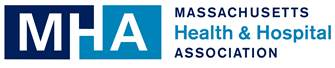 MHA
MASSACHUSETTS
Health & Hospital
ASSOCIATION